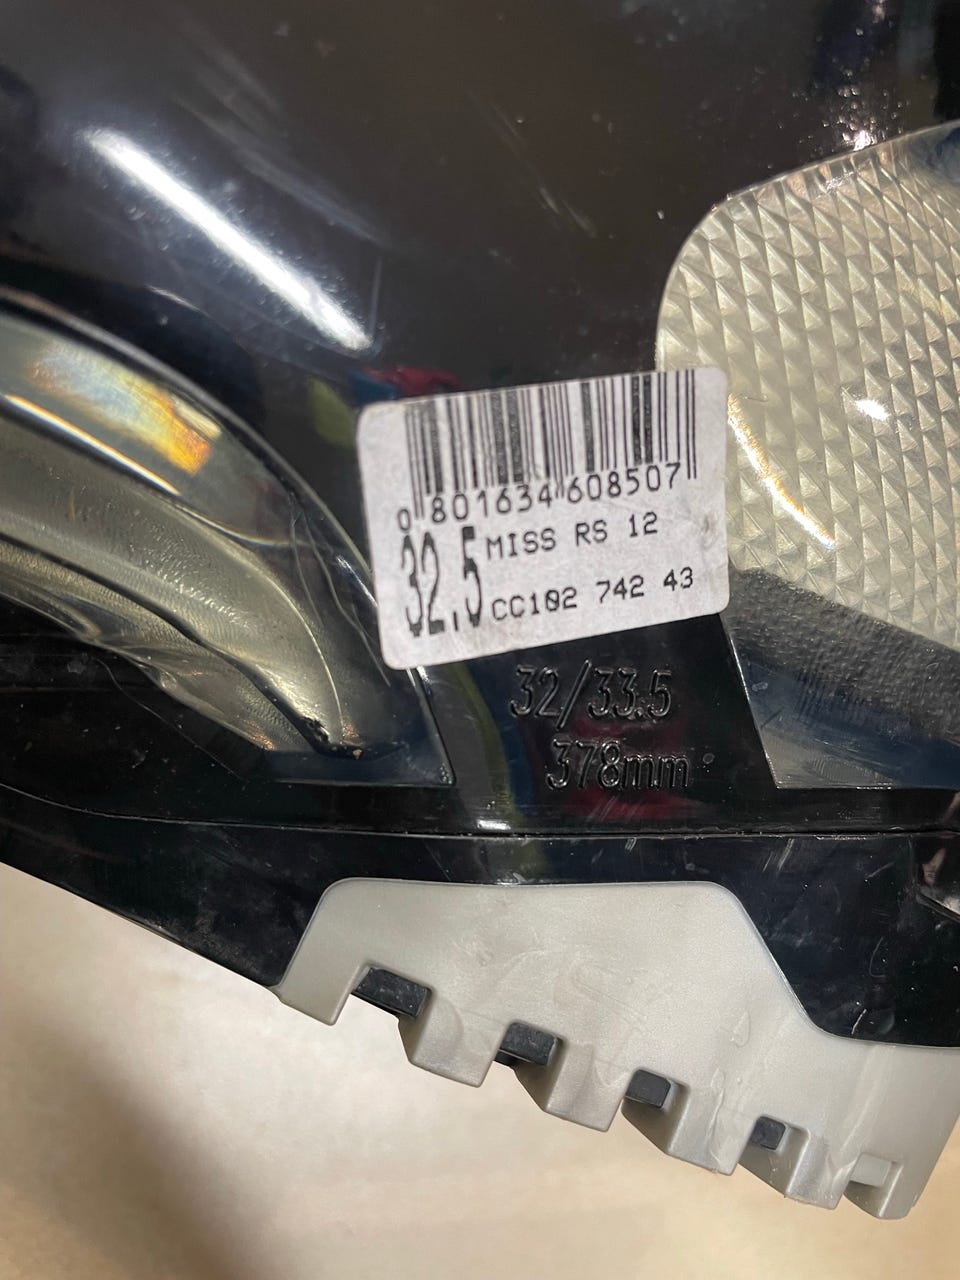 0 801634 608507
32.5
MISS RS 12
CC102 742 43
32/33.5
378mm